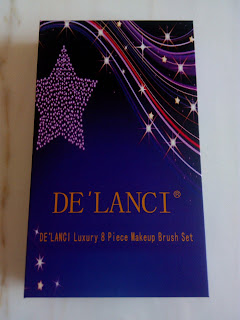 DE'LANCI®
DE'LANCI Luxury 8 Piece Makeup Brush Set